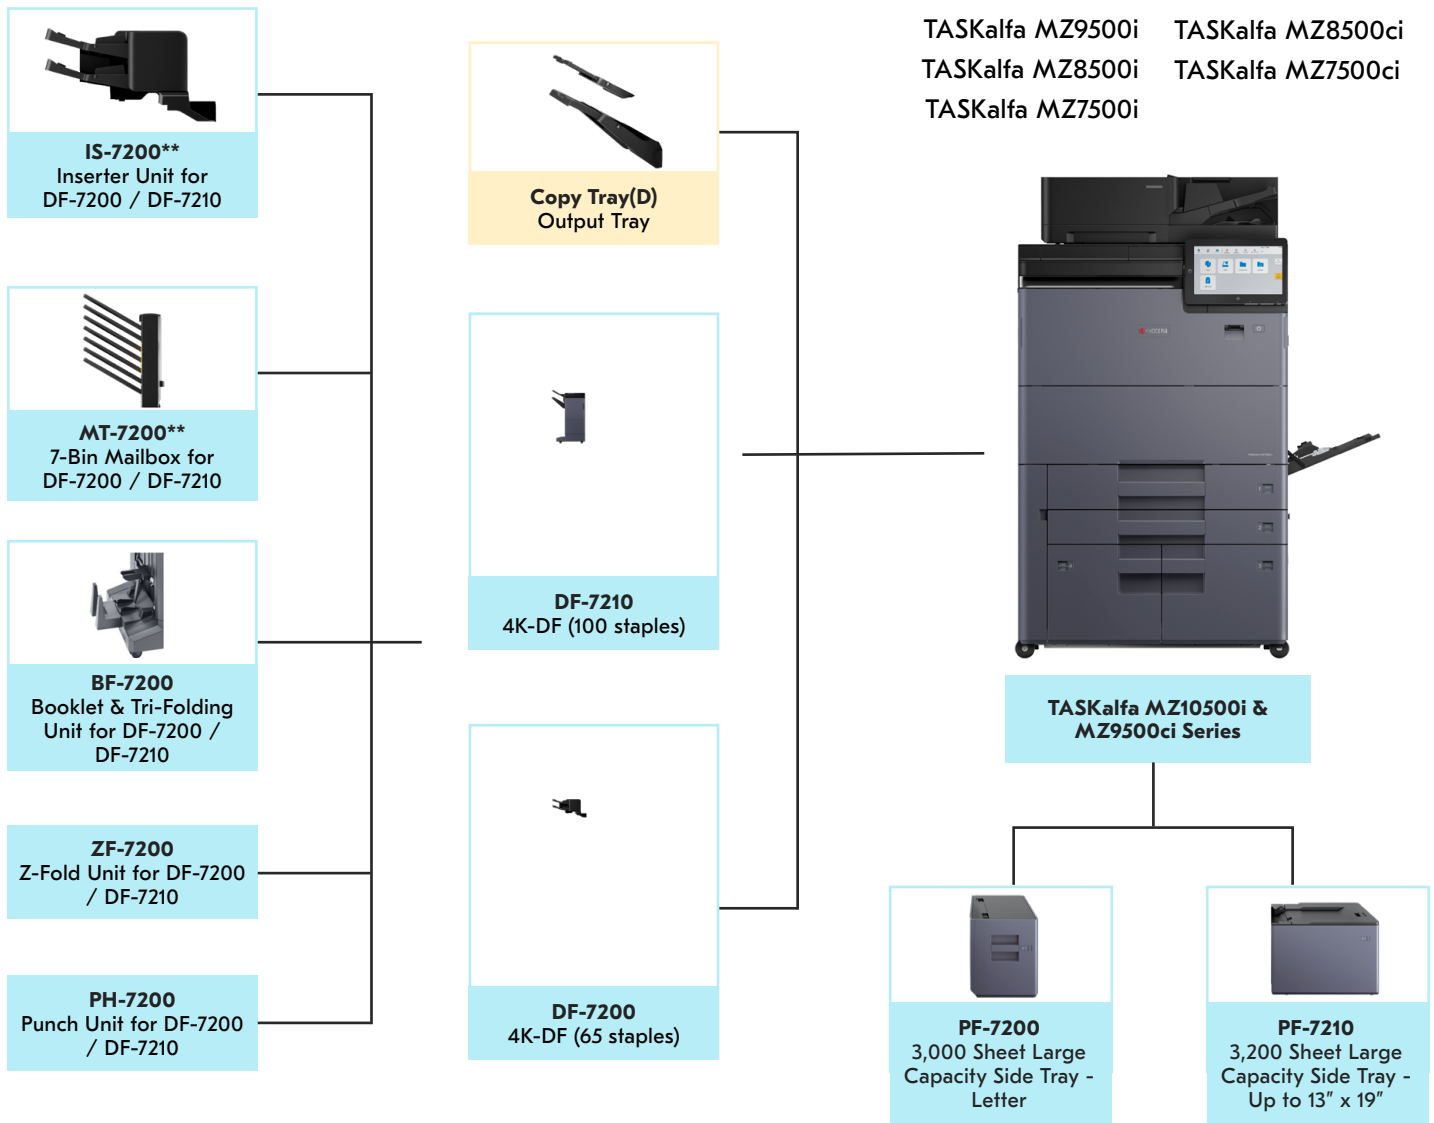 TASKalfa MZ9500i
TASKalfa MZ8500ci
TASKalfa MZ8500i
TASKalfa MZ7500ci
TASKalfa MZ7500i
IS-7200**
Inserter Unit for
DF-7200 / DF-7210
MT-7200**
7-Bin Mailbox for
DF-7200 / DF-7210
BF-7200
Booklet & Tri-Folding
Unit for DF-7200 /
DF-7210
ZF-7200
Z-Fold Unit for DF-7200
/ DF-7210
PH-7200
Punch Unit for DF-7200
/ DF-7210
Copy Tray(D)
Output Tray
DF-7210
4K-DF (100 staples)
DF-7200
4K-DF (65 staples)
KYOCERA
TASKalfa MZ10500i &
MZ9500ci Series
PF-7200
3,000 Sheet Large
Capacity Side Tray -
Letter
PF-7210
3,200 Sheet Large
Capacity Side Tray -
Up to 13” x 19”